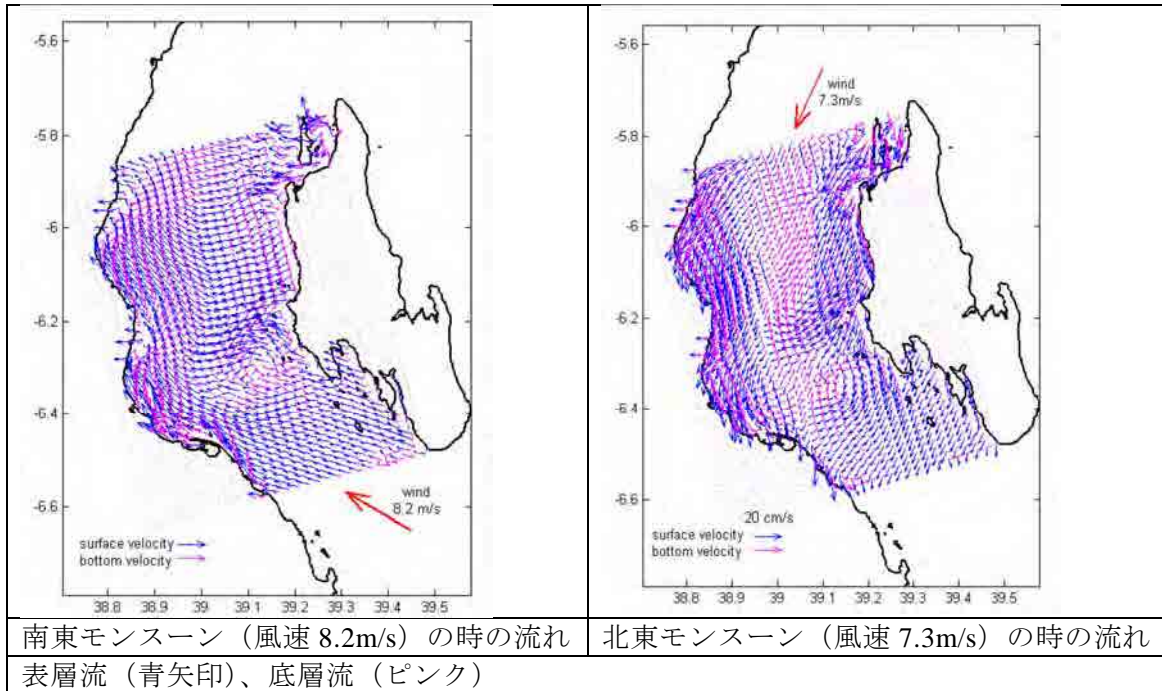 -5.6
-5.8
-6
-6.2
-6.4
-6.6
wind
8.2 m/s
surface velocity
bottom velocity
38.8 38.9 39 39.1 39.2 39.3 39.4 39.5
-5.6
-5.8
-6
-6.2
-6.4
-6.6
wind
7.3m/s
20 cm/s
surface velocity
bottom velocity
38.8 38.9 39 39.1 39.2 39.3 39.4 39.5
南東モンスーン（風速 8.2m/s）の時の流れ
北東モンスーン（風速 7.3m/s）の時の流れ
表層流（青矢印）、底層流（ピンク）